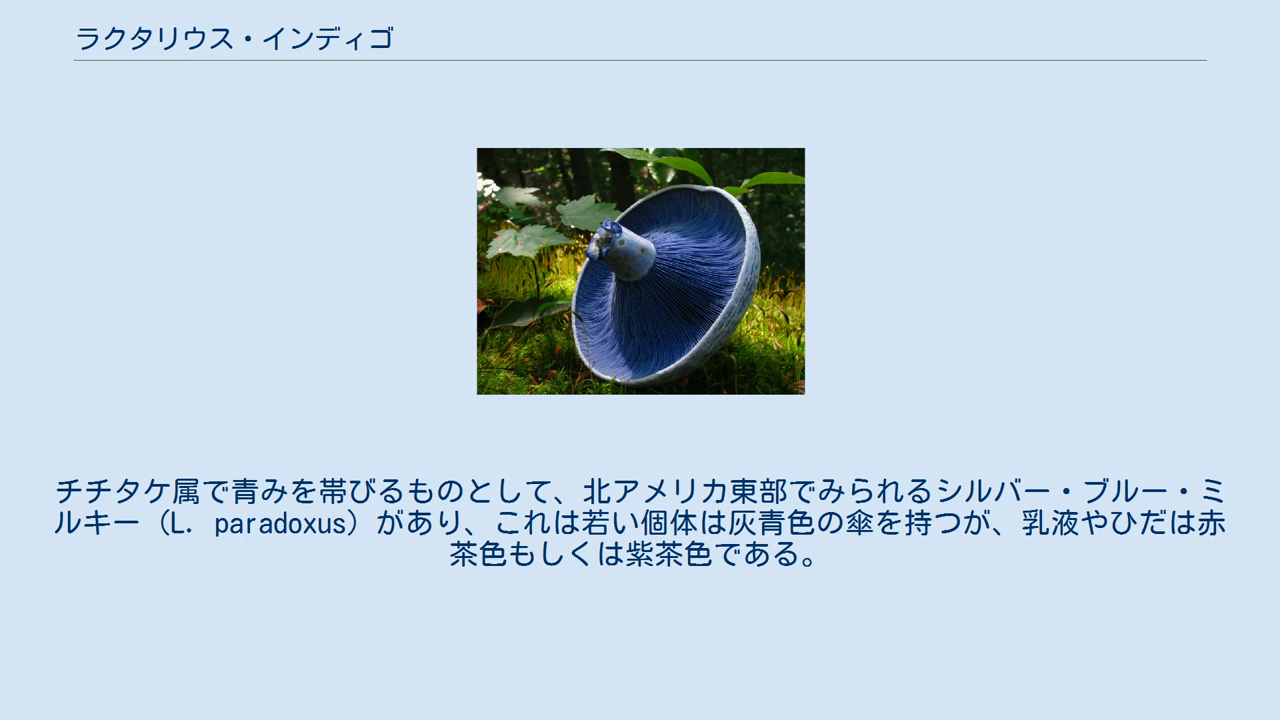 ラクタリウス・インディゴ
チチタケ属で青みを帯びるものとして、北アメリカ東部でみられるシルバー・ブルー・ミ
ルキー（L. paradoxus）があり、これは若い個体は灰青色の傘を持つが、乳液やひだは赤
茶色もしくは紫茶色である。